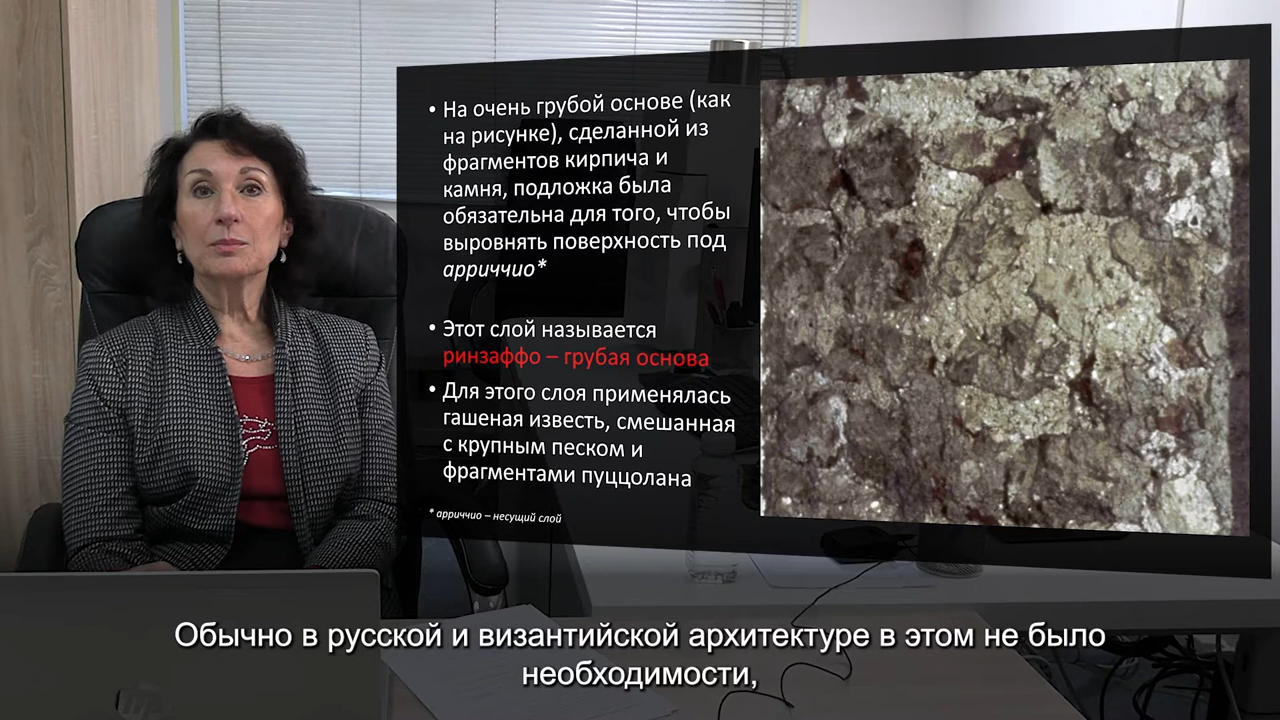 • На очень грубой основе (как
на рисунке), сделанной из
фрагментов кирпича и
камня, подложка была
обязательна для того, чтобы
выровнять поверхность под
арриччио*
• Этот слой называется
ринзаффо – грубая основа
• Для этого слоя применялась
гашеная известь, смешанная
с крупным песком и
фрагментами пуццолана
* арриччио – несущий слой
Обычно в русской и византийской архитектуре в этом не было
необходимости,